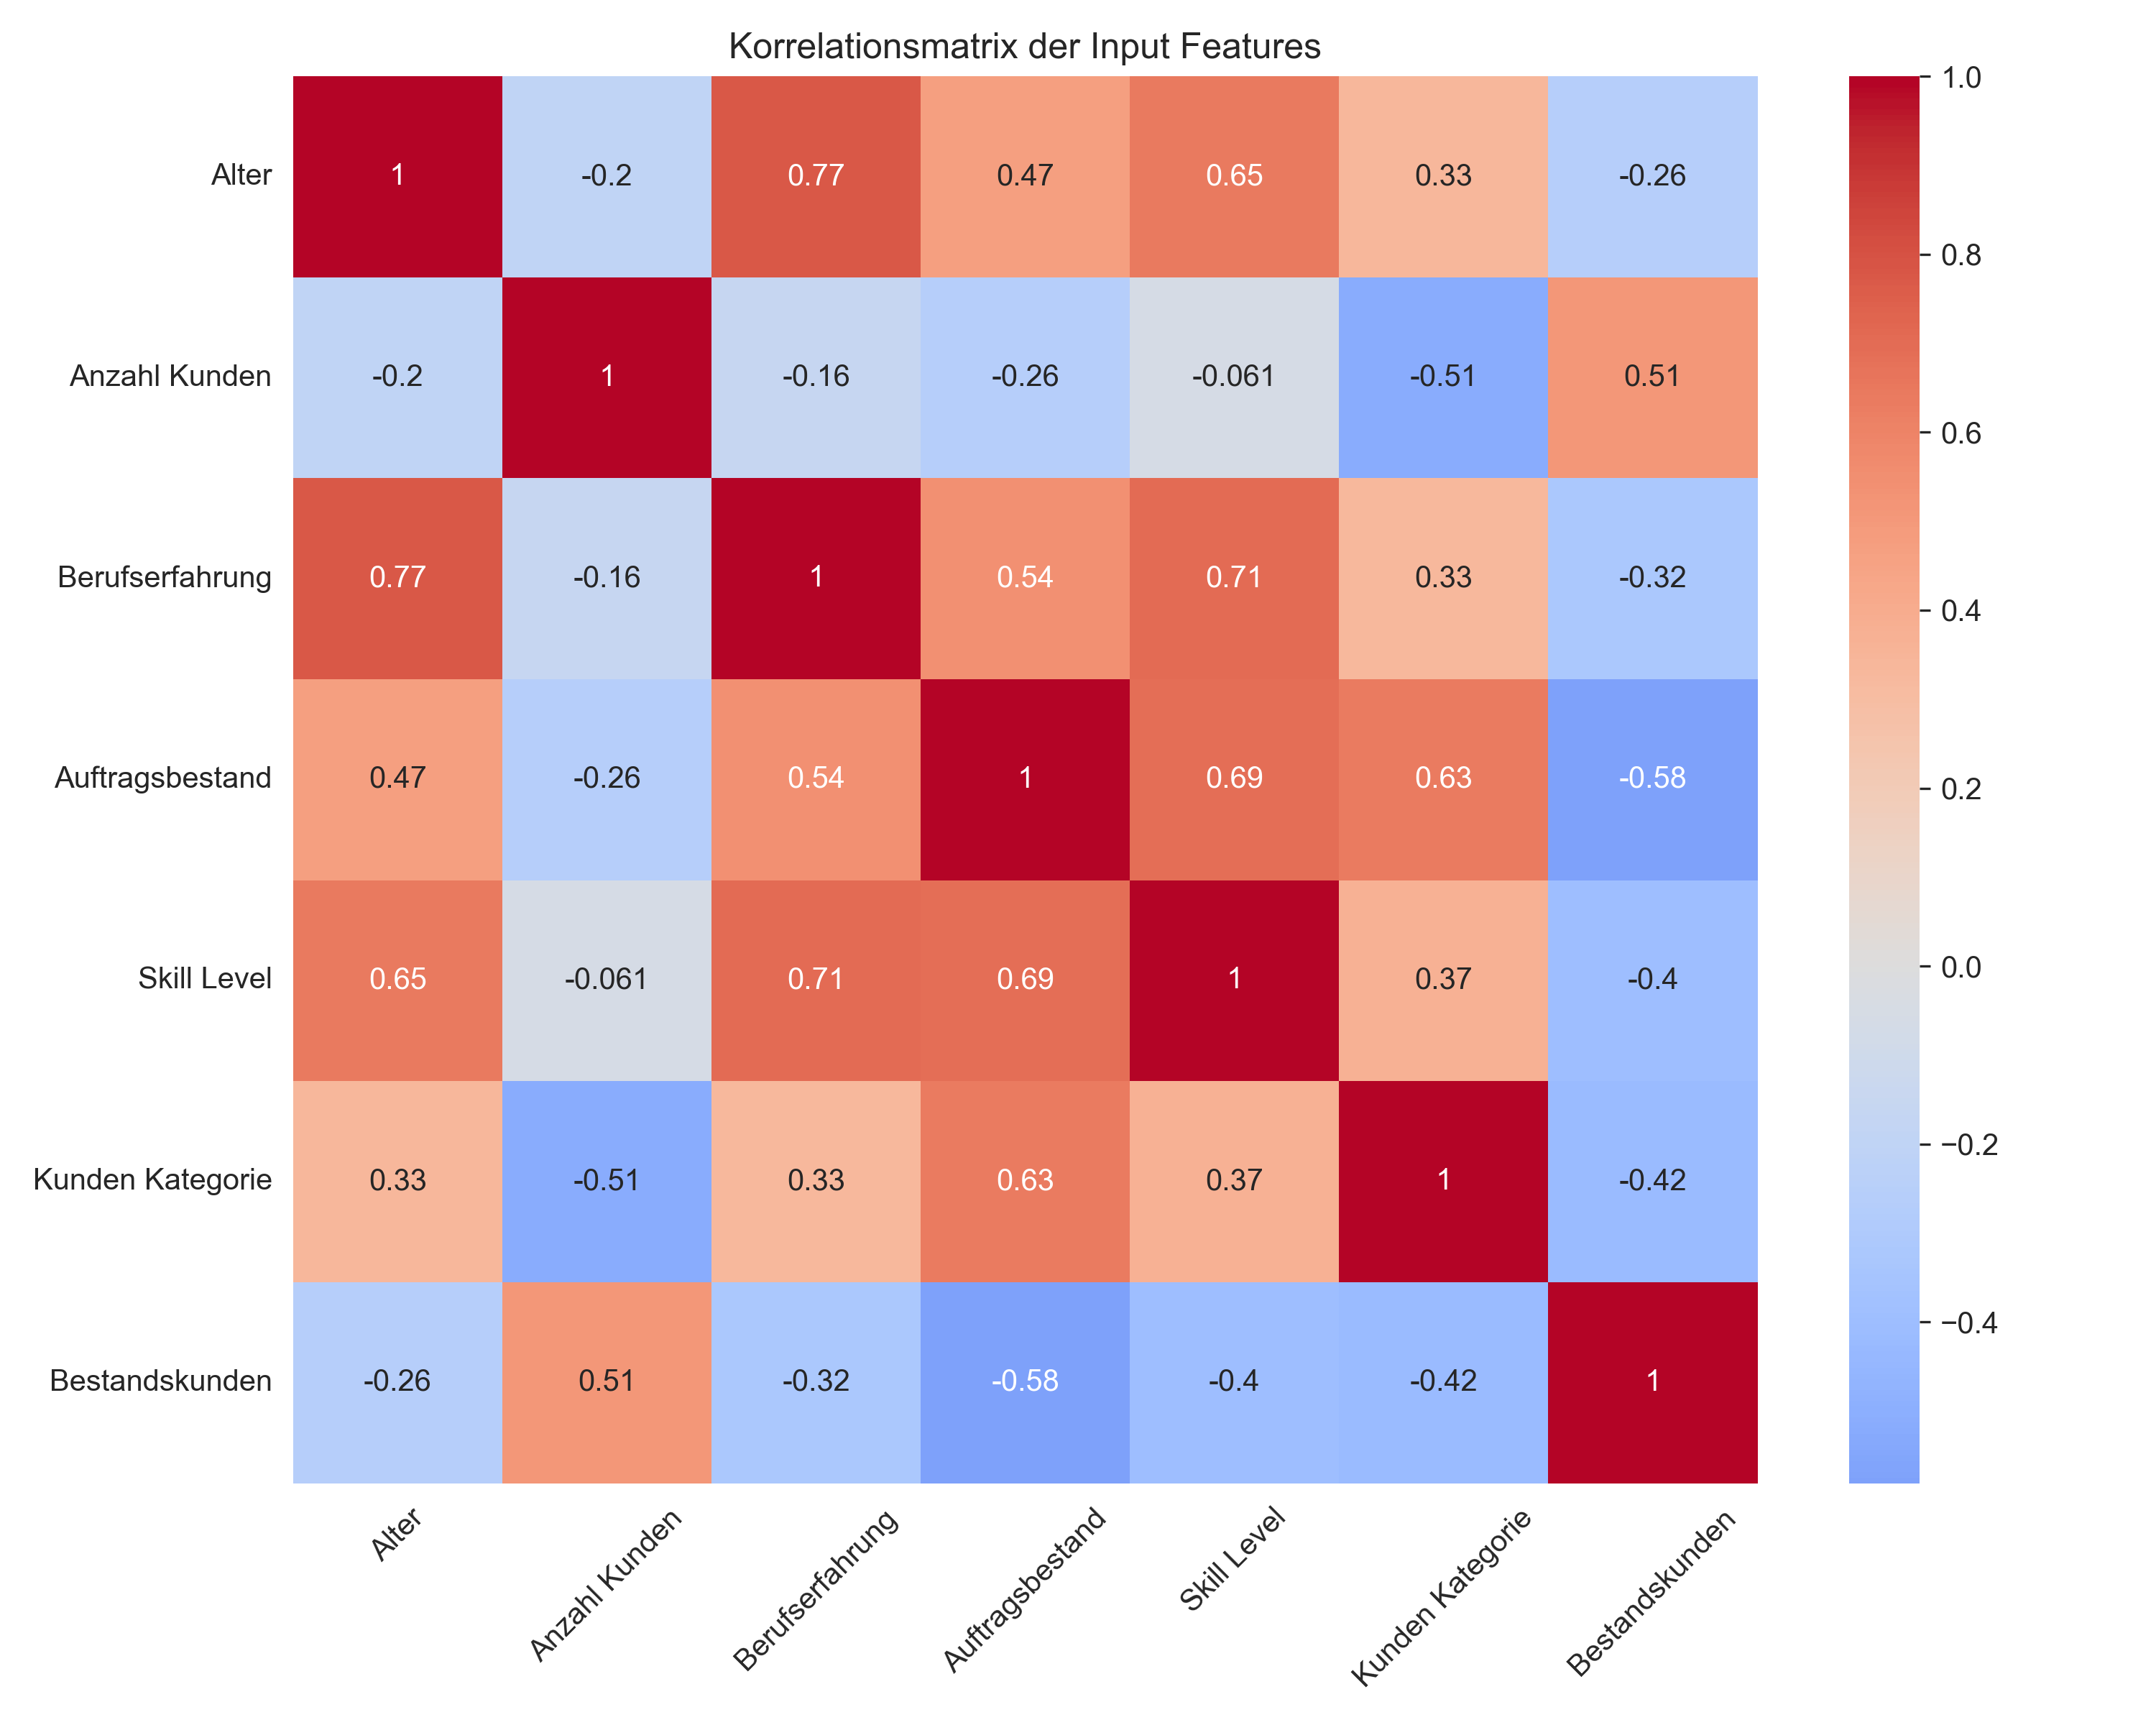 Korrelationsmatrix der Input Features
Alter 1 -0.2 0.77 0.47 0.65 0.33 -0.26
Anzahl Kunden -0.2 1 -0.16 -0.26 -0.061 -0.51 0.51
Berufserfahrung 0.77 -0.16 1 0.54 0.71 0.33 -0.32
Auftragsbestand 0.47 -0.26 0.54 1 0.69 0.63 -0.58
Skill Level 0.65 -0.061 0.71 0.69 1 0.37 -0.4
Kunden Kategorie 0.33 -0.51 0.33 0.63 0.37 1 -0.42
Bestandskunden -0.26 0.51 -0.32 -0.58 -0.4 -0.42 1
Alter
Anzahl Kunden
Berufserfahrung
Auftragsbestand
Skill Level
Kunden Kategorie
Bestandskunden
1.0
0.8
0.6
0.4
0.2
0.0
−0.2
−0.4